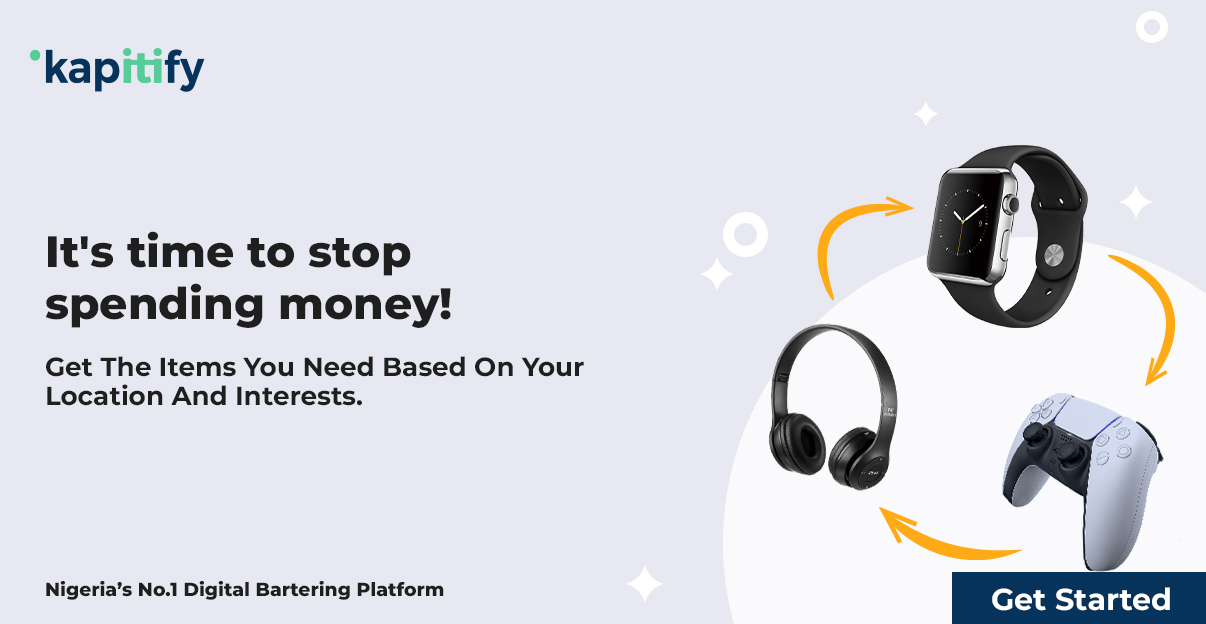 kapitify
It's time to stop
spending money!
Get The Items You Need Based On Your
Location And Interests.
Nigeria’s No.1 Digital Bartering Platform
Get Started